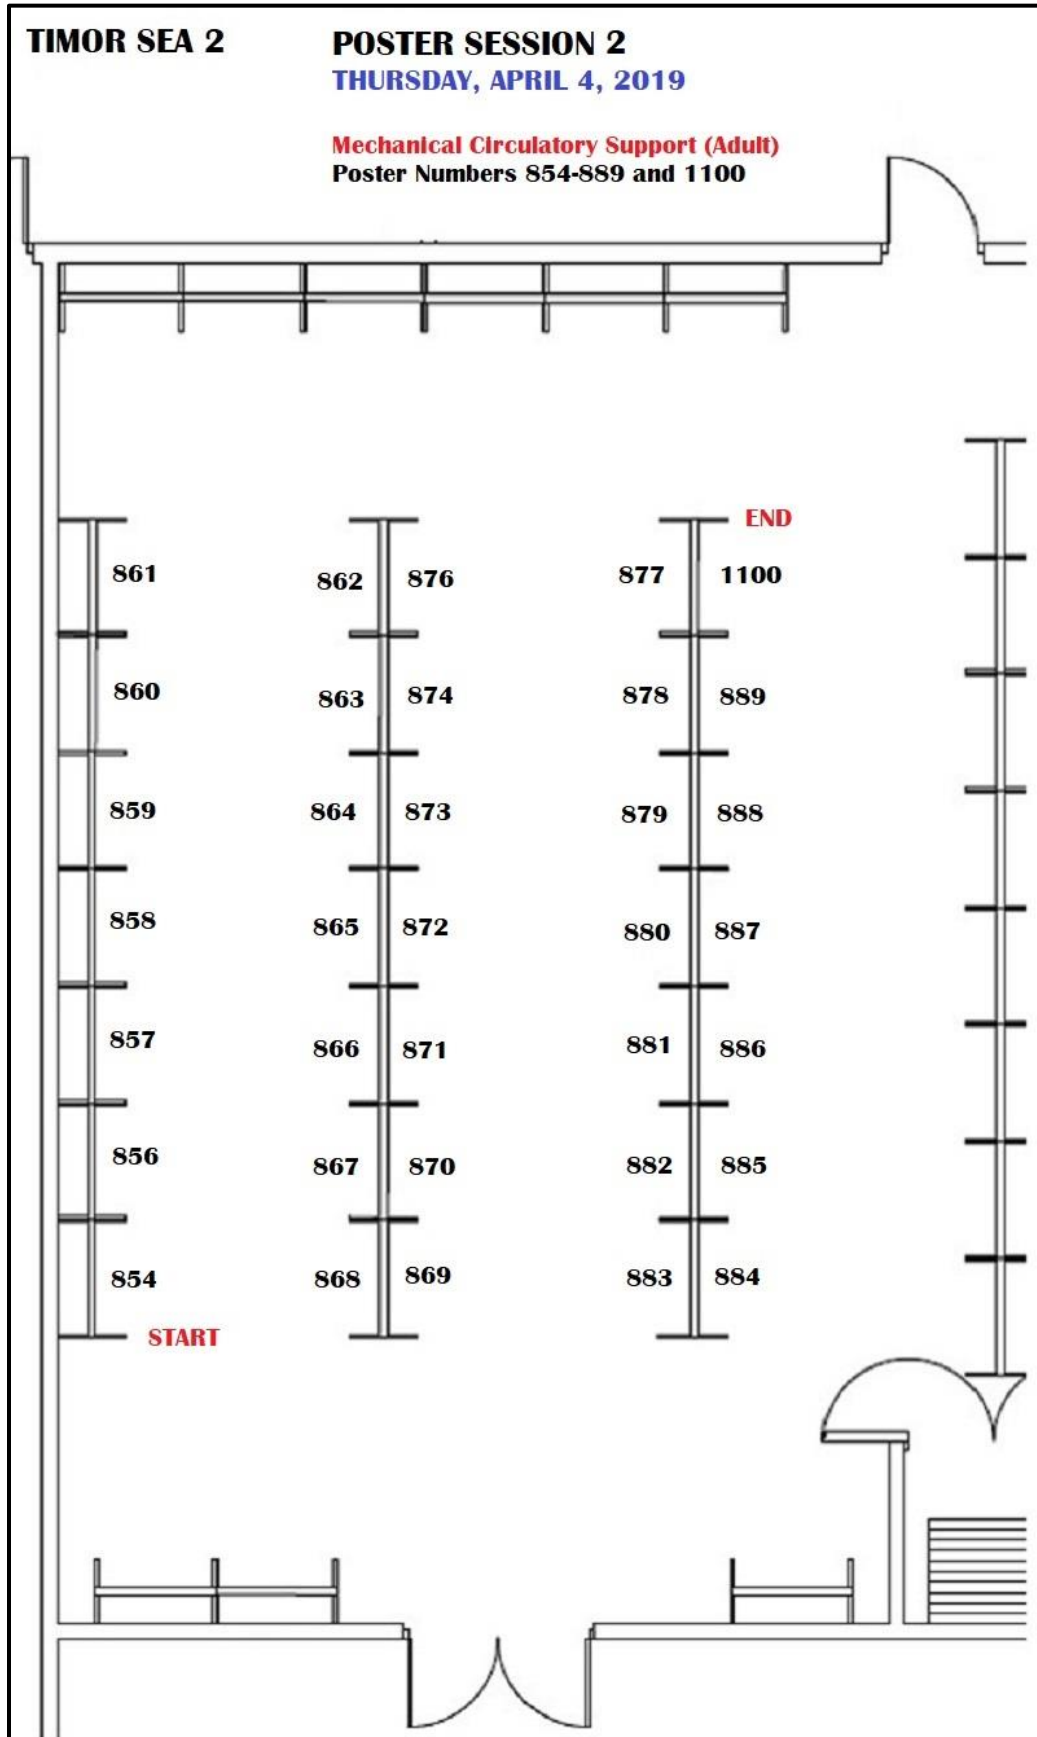 TIMOR SEA 2
POSTER SESSION 2
THURSDAY, APRIL 4, 2019
Mechanical Circulatory Support (Adult)
Poster Numbers 854-889 and 1100
END
861 862 876 877 1100
860 863 874 878 889
859 864 873 879 888
858 865 872 880 887
857 866 871 881 886
856 867 870 882 885
854 868 869 883 884
START